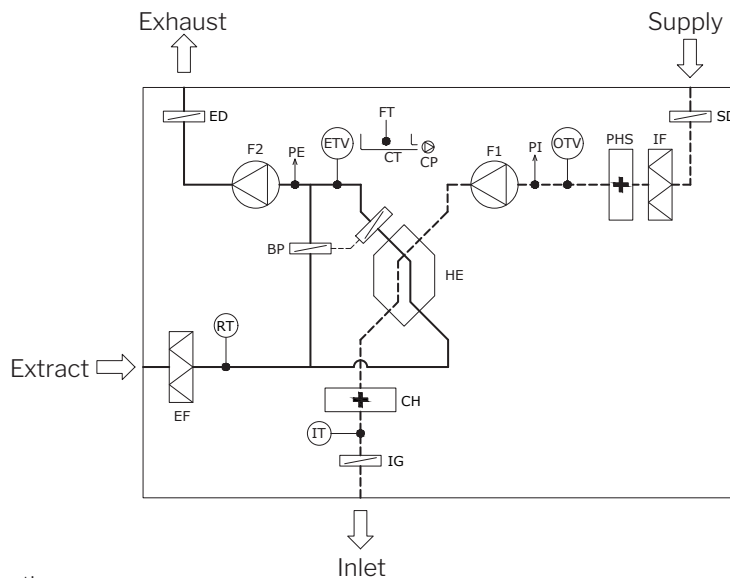 Exhaust
Supply
ED
FT
SD
F2
PE
ETV
CT
CP
F1
PI
OTV
PHS
IF
BP
HE
RT
Extract
EF
CH
IT
IG
Inlet